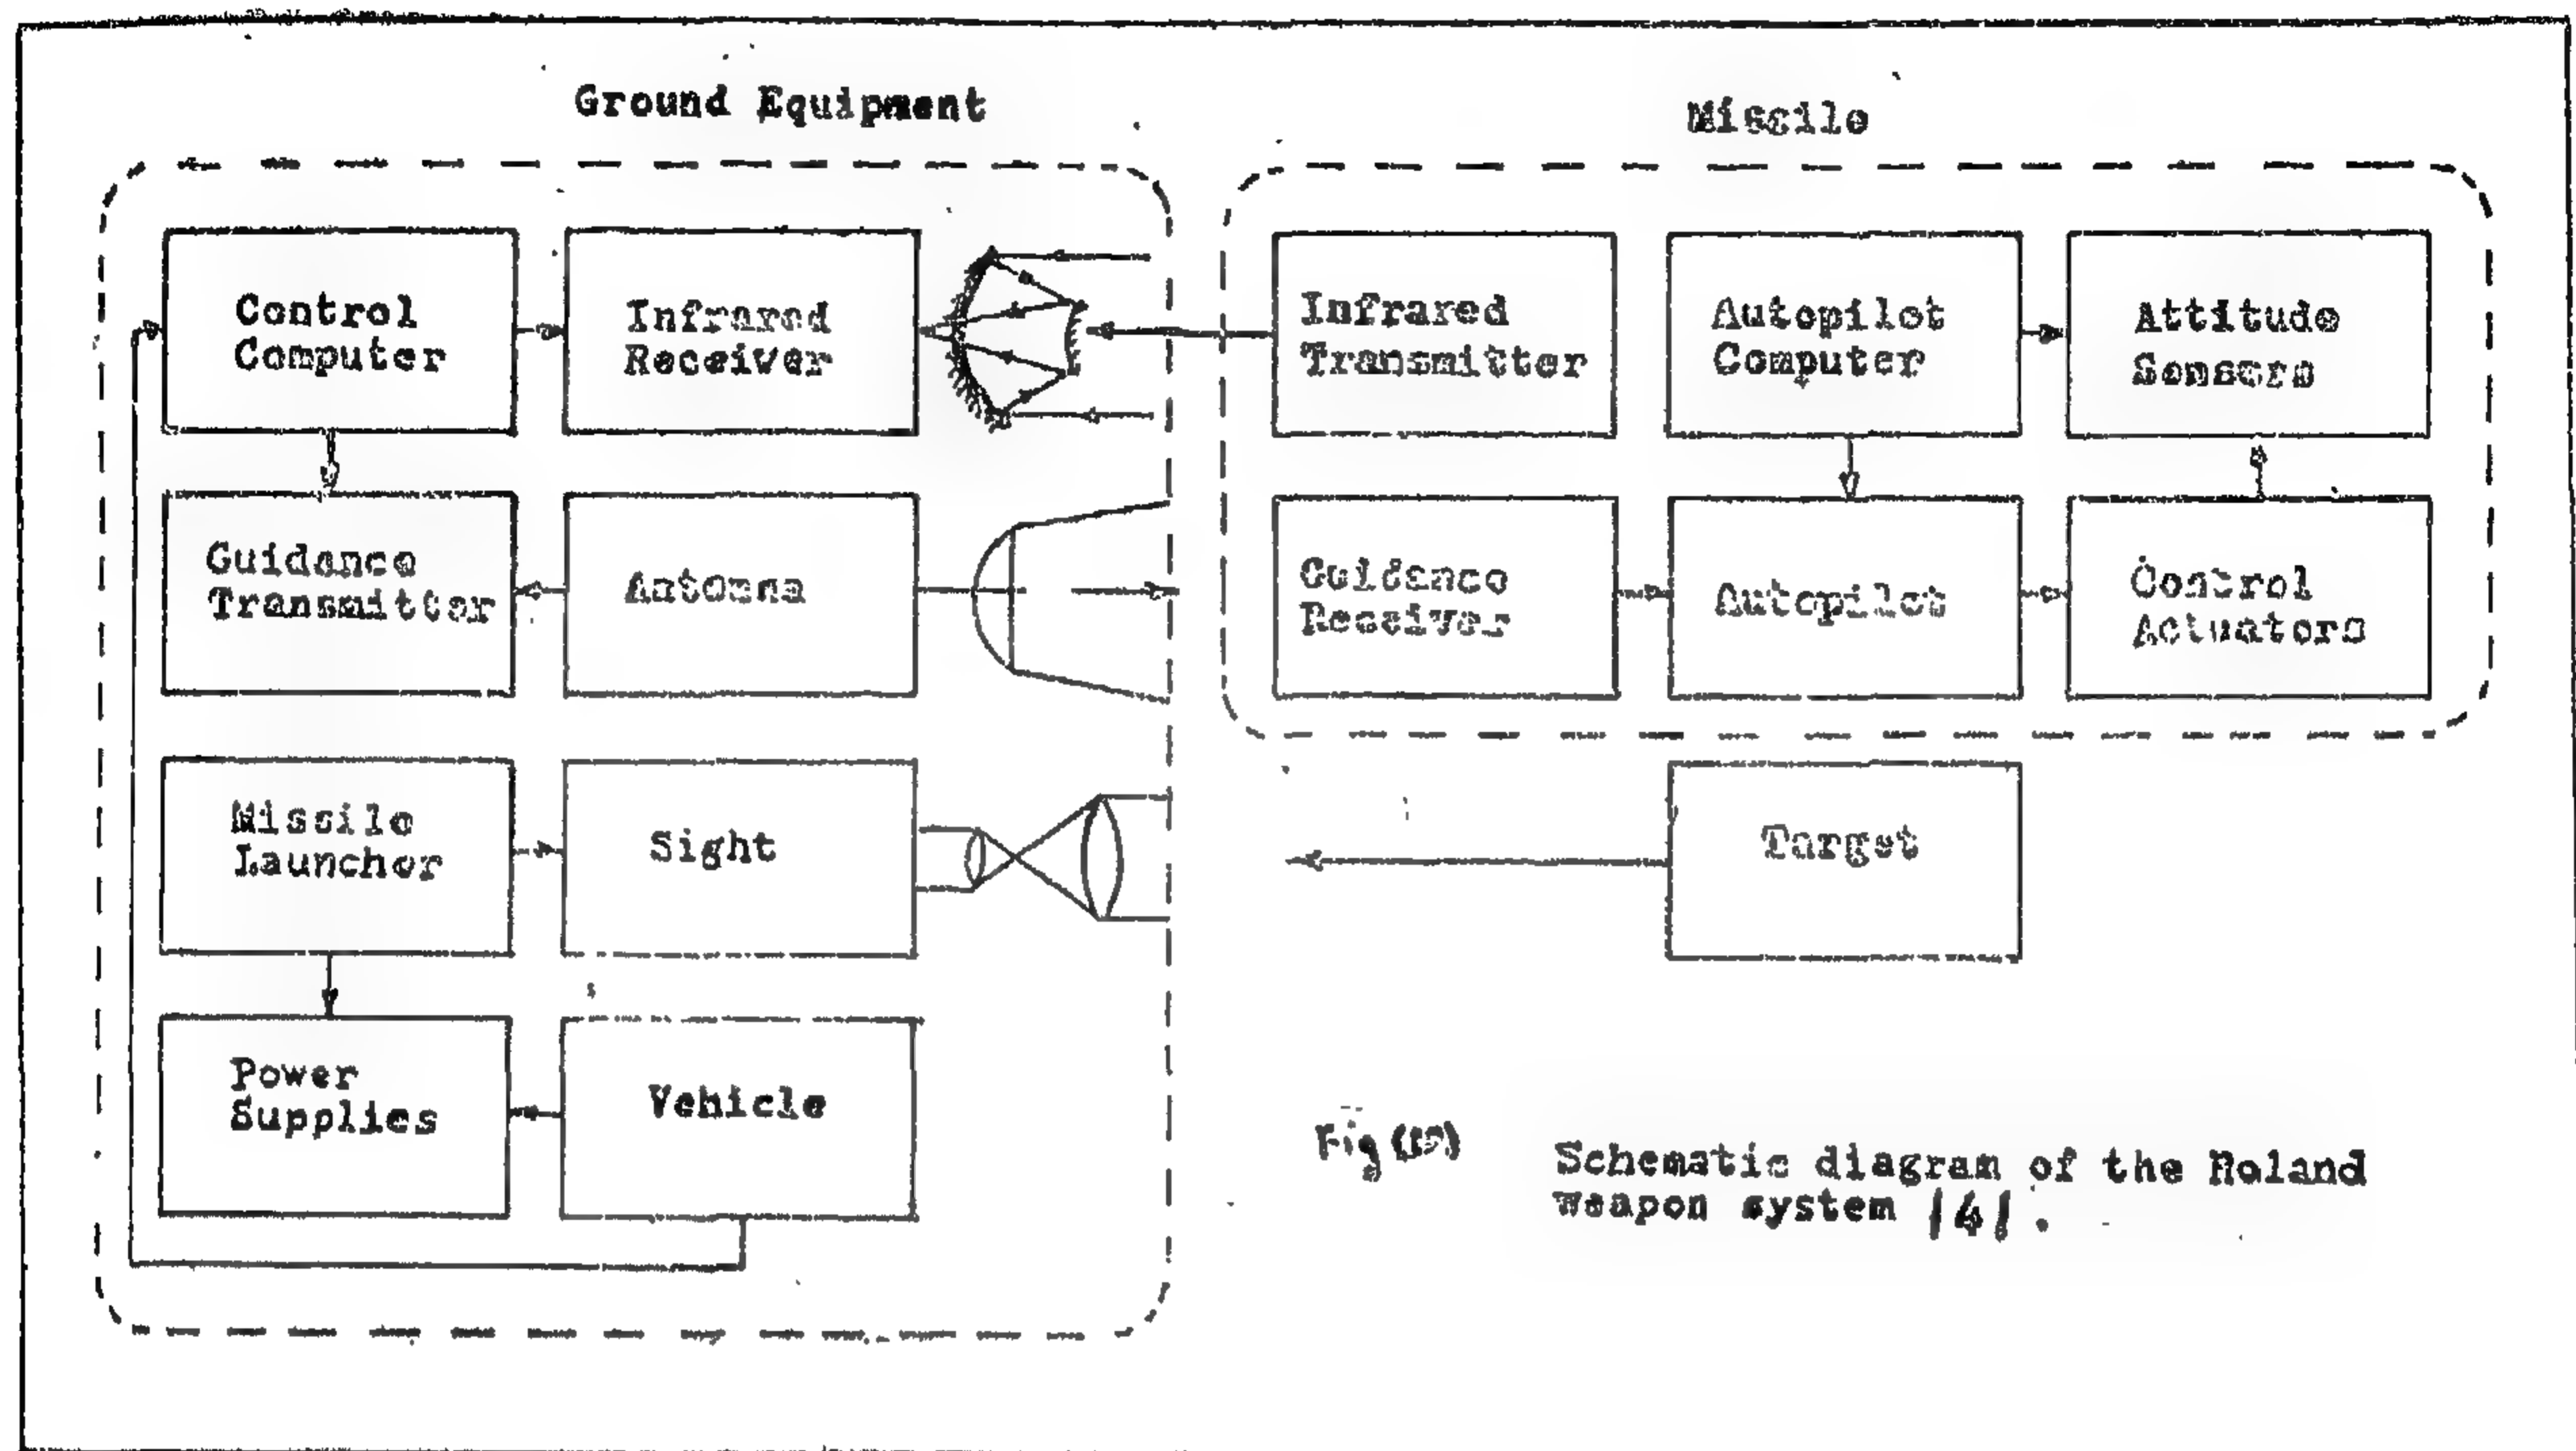 Ground Equipment
Missile
Control
Computer
Infrared
Receiver
Infrared
Transmitter
Autopilot
Computer
Attitude
Sensors
Guidance
Transmitter
Antenna
Guidance
Receiver
Autopilot
Control
Actuators
Missile
Launcher
Sight
Target
Power
Supplies
Vehicle
Fig
Schematic diagram of the Roland
weapon system /4/.